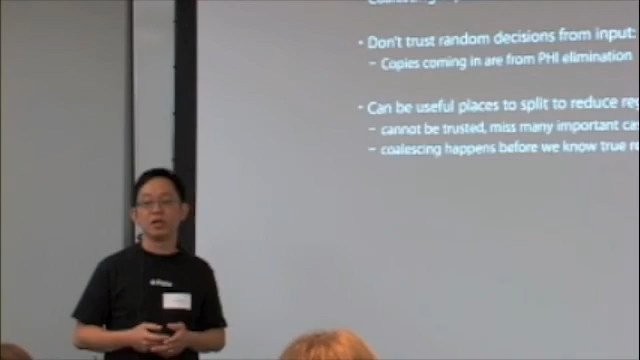 • Don't trust random decisions from input:
– Copies coming in are from PHI elimination
• Can be useful places to split to reduce
– cannot be trusted, miss many important
– coalescing happens before we know true